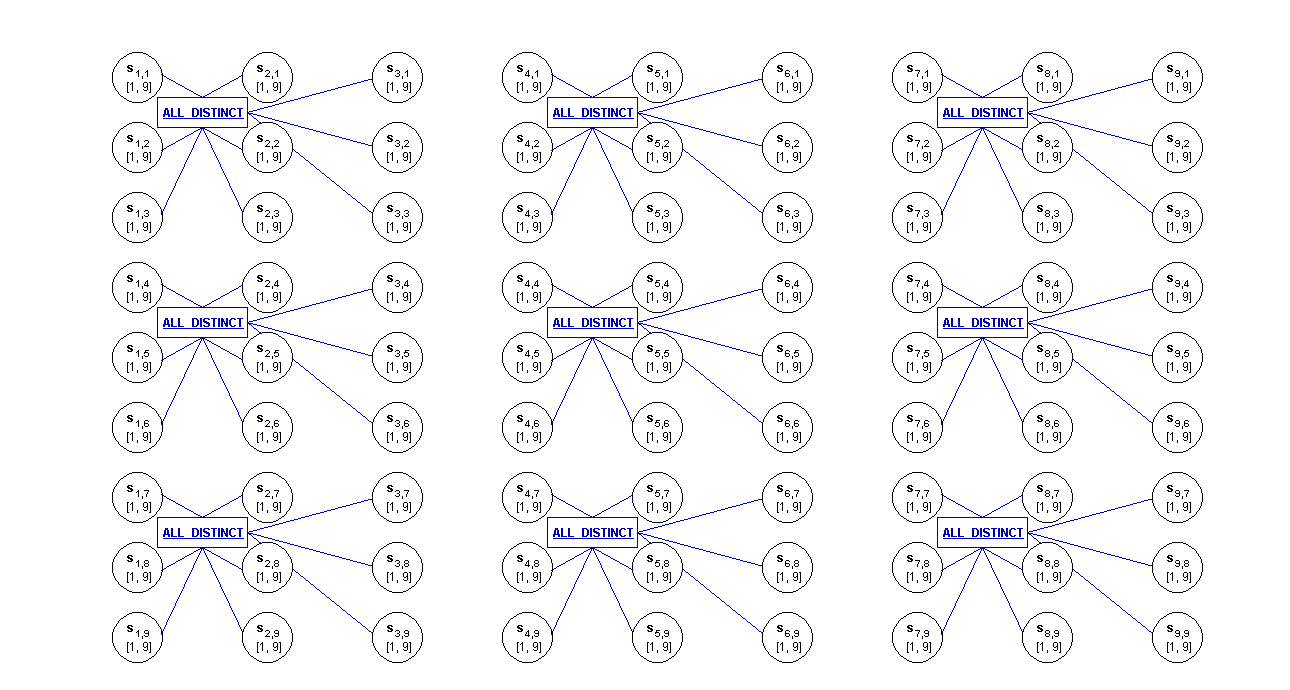 s1,1 s2,1 s3,1 s4,1 s5,1 s6,1 s7,1 s8,1 s9,1
[1, 9] [1, 9] [1, 9] [1, 9] [1, 9] [1, 9] [1, 9] [1, 9] [1, 9]
ALL_DISTINCT ALL_DISTINCT ALL_DISTINCT
s1,2 s2,2 s3,2 s4,2 s5,2 s6,2 s7,2 s8,2 s9,2
[1, 9] [1, 9] [1, 9] [1, 9] [1, 9] [1, 9] [1, 9] [1, 9] [1, 9]
s1,3 s2,3 s3,3 s4,3 s5,3 s6,3 s7,3 s8,3 s9,3
[1, 9] [1, 9] [1, 9] [1, 9] [1, 9] [1, 9] [1, 9] [1, 9] [1, 9]
s1,4 s2,4 s3,4 s4,4 s5,4 s6,4 s7,4 s8,4 s9,4
[1, 9] [1, 9] [1, 9] [1, 9] [1, 9] [1, 9] [1, 9] [1, 9] [1, 9]
ALL_DISTINCT ALL_DISTINCT ALL_DISTINCT
s1,5 s2,5 s3,5 s4,5 s5,5 s6,5 s7,5 s8,5 s9,5
[1, 9] [1, 9] [1, 9] [1, 9] [1, 9] [1, 9] [1, 9] [1, 9] [1, 9]
s1,6 s2,6 s3,6 s4,6 s5,6 s6,6 s7,6 s8,6 s9,6
[1, 9] [1, 9] [1, 9] [1, 9] [1, 9] [1, 9] [1, 9] [1, 9] [1, 9]
s1,7 s2,7 s3,7 s4,7 s5,7 s6,7 s7,7 s8,7 s9,7
[1, 9] [1, 9] [1, 9] [1, 9] [1, 9] [1, 9] [1, 9] [1, 9] [1, 9]
ALL_DISTINCT ALL_DISTINCT ALL_DISTINCT
s1,8 s2,8 s3,8 s4,8 s5,8 s6,8 s7,8 s8,8 s9,8
[1, 9] [1, 9] [1, 9] [1, 9] [1, 9] [1, 9] [1, 9] [1, 9] [1, 9]
s1,9 s2,9 s3,9 s4,9 s5,9 s6,9 s7,9 s8,9 s9,9
[1, 9] [1, 9] [1, 9] [1, 9] [1, 9] [1, 9] [1, 9] [1, 9] [1, 9]